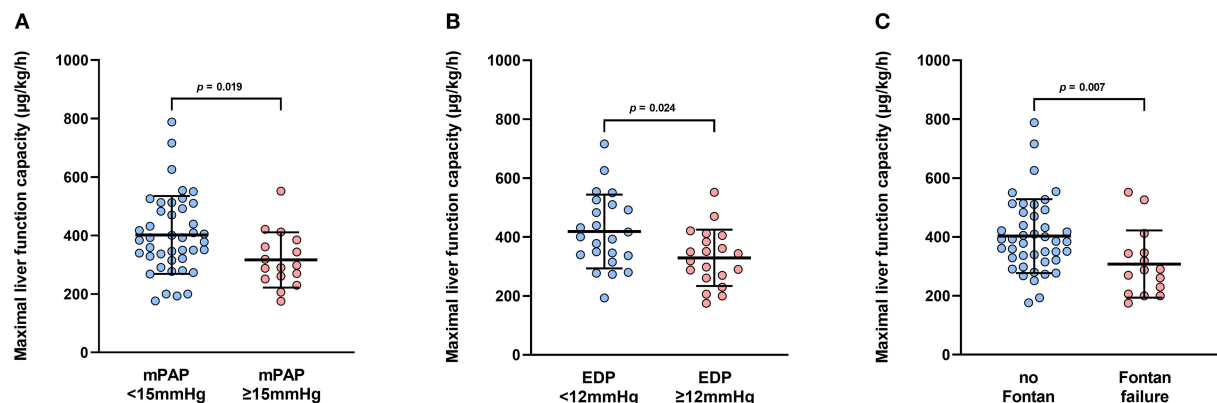 A
Maximal liver function capacity (µg/kg/h)
1000
800
600
400
200
0
p = 0.019
mPAP
<15mmHg
mPAP
≥15mmHg
B
Maximal liver function capacity (µg/kg/h)
1000
800
600
400
200
0
p = 0.024
EDP
<12mmHg
EDP
≥12mmHg
C
Maximal liver function capacity (µg/kg/h)
1000
800
600
400
200
0
p = 0.007
no
Fontan
Fontan
failure